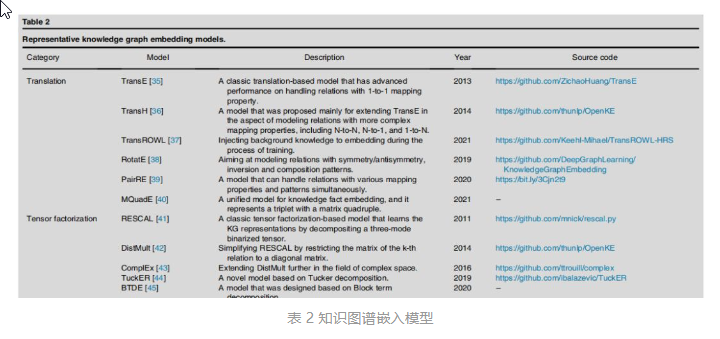 Table 2
Representative knowledge graph embedding models.
Category Model Description Year Source code
Translation TransE [35] A classic translation-based model that has advanced 2013 https://github.com/ZichaoHuang/TransE
performance on handling relations with 1-to-1 mapping
property.
TransH [36] A model that was proposed mainly for extending TransE in 2014 https://github.com/thunlp/OpenKE
the aspect of modeling relations with more complex
mapping properties, including N-to-N, N-to-1, and 1-to-N.
TransROWL [37] Injecting background knowledge to embedding during the 2021 https://github.com/Keehl-Mihael/TransROWL-HRS
process of training.
RotatE [38] Aiming at modeling relations with symmetry/antisymmetry, 2019 https://github.com/DeepGraphLearning/
inversion and composition patterns. KnowledgeGraphEmbedding
PairRE [39] A model that can handle relations with various mapping 2020 https://bit.ly/3Cjn2t9
properties and patterns simultaneously.
MQuadE [40] A unified model for knowledge fact embedding, and it 2021 –
represents a triplet with a matrix quadruple.
Tensor factorization RESCAL [41] A classic tensor factorization-based model that learns the 2011 https://github.com/mnick/rescal.py
KG representations by decomposing a three-mode
binarized tensor.
DistMult [42] Simplifying RESCAL by restricting the matrix of the k-th 2014 https://github.com/thunlp/OpenKE
relation to a diagonal matrix.
ComplEx [43] Extending DistMult further in the field of complex space. 2016 https://github.com/ttrouill/complex
TuckER [44] A novel model based on Tucker decomposition. 2019 https://github.com/ibalazevic/TuckER
BTDE [45] A model that was designed based on Block term 2020 –
decomposition
表 2 知识图谱嵌入模型